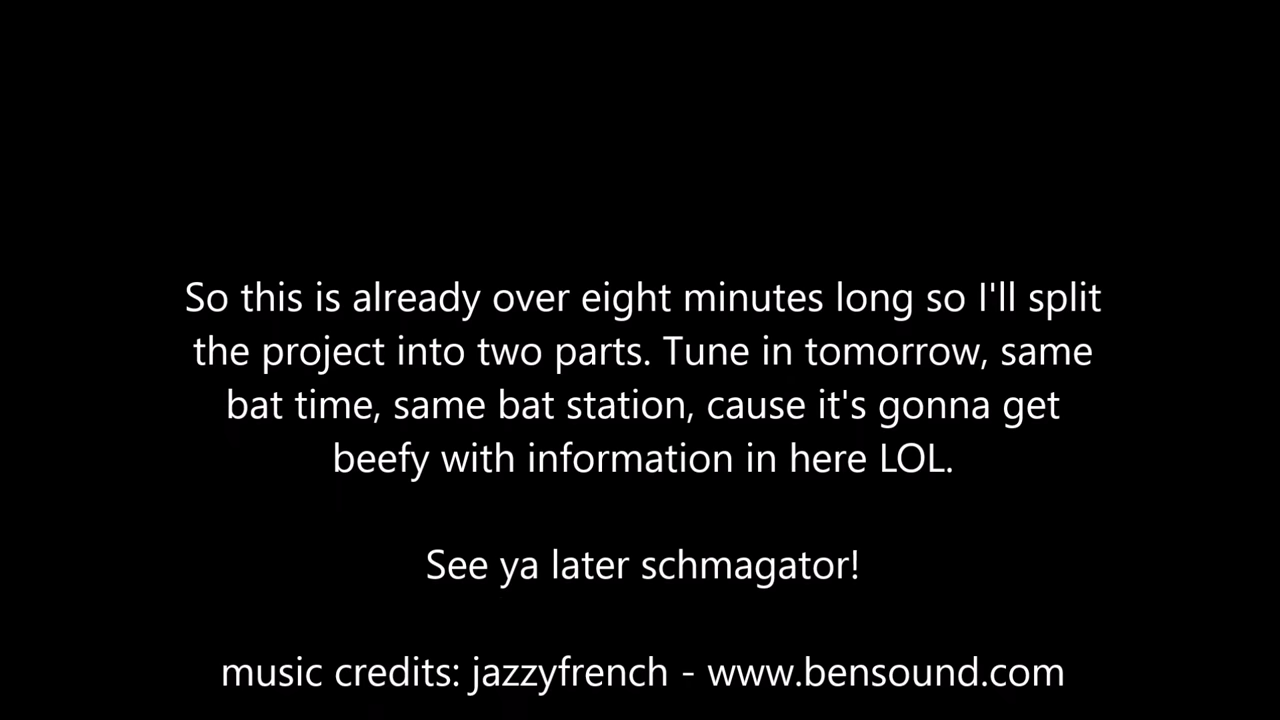 So this is already over eight minutes long so I'll split
the project into two parts. Tune in tomorrow, same
bat time, same bat station, cause it's gonna get
beefy with information in here LOL.
See ya later schmagator!
music credits: jazzyfrench - www.bensound.com